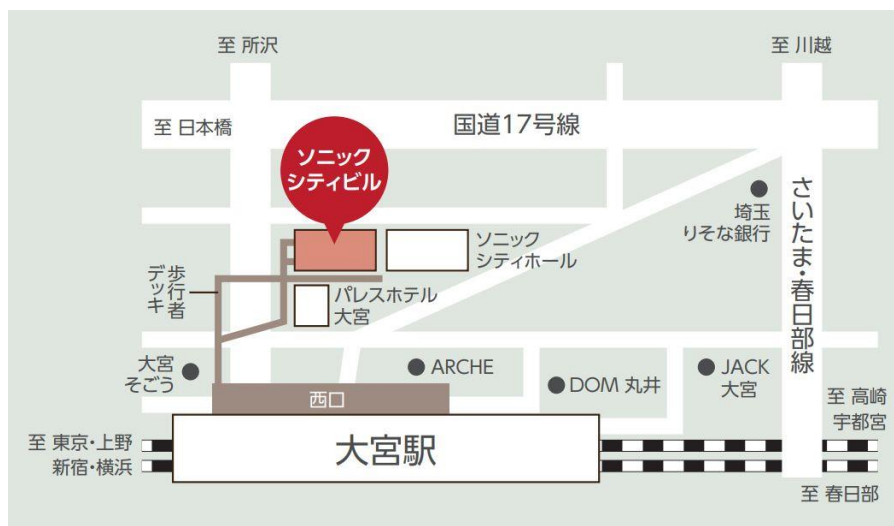 至 所沢
至 川越
至 日本橋
国道17号線
ソニック
シティビル
埼玉
りそな銀行
さいたま・春日部線
ソニック
シティホール
歩行者
デッキ
パレスホテル
大宮
大宮
そごう
ARCHE
DOM 丸井
JACK
大宮
西口
至 高崎
宇都宮
至 東京・上野
新宿・横浜
大宮駅
至 春日部